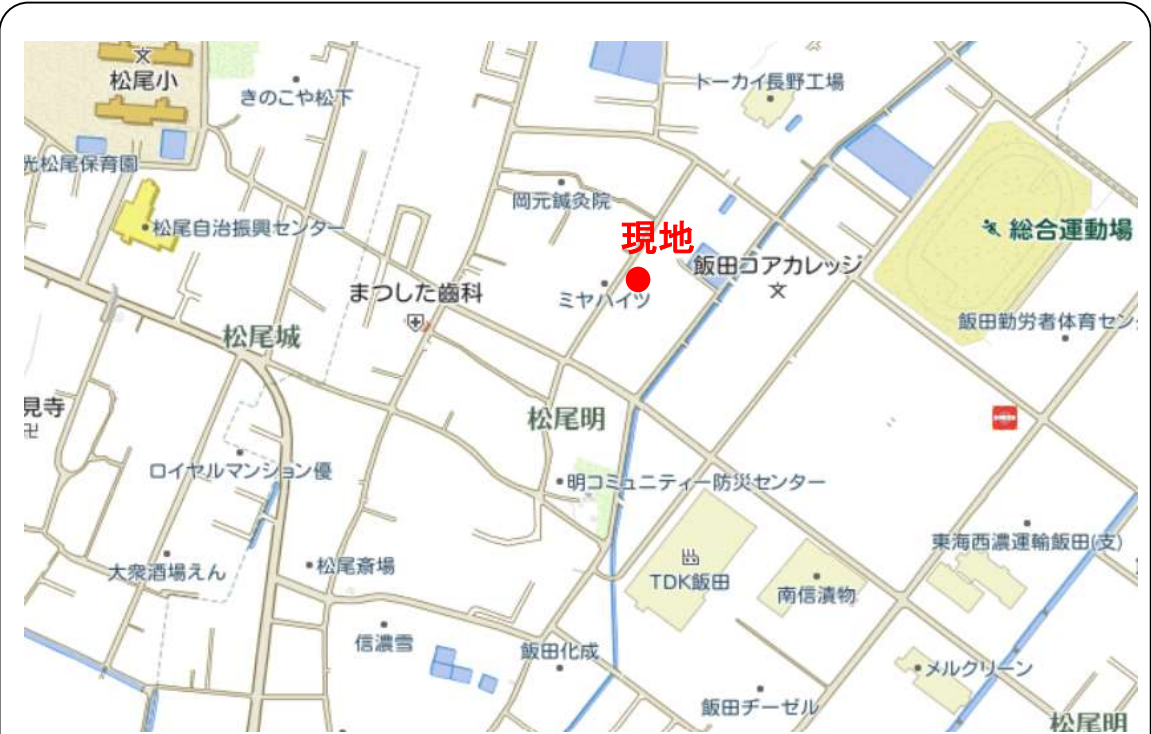 松尾小
きのこや松下
トーカイ長野工場
光松尾保育園
岡元鍼灸院
松尾自治振興センター
現地
総合運動場
飯田コアカレッジ
まつした歯科
ミヤハイツ
飯田勤労者体育セン
松尾城
見寺
松尾明
ロイヤルマンション優
明コミュニティー防災センター
東海西濃運輸飯田(支)
大衆酒場えん
松尾斎場
TDK飯田
南信漬物
信濃雪
飯田化成
メルクリーン
飯田ヂーゼル
松尾明